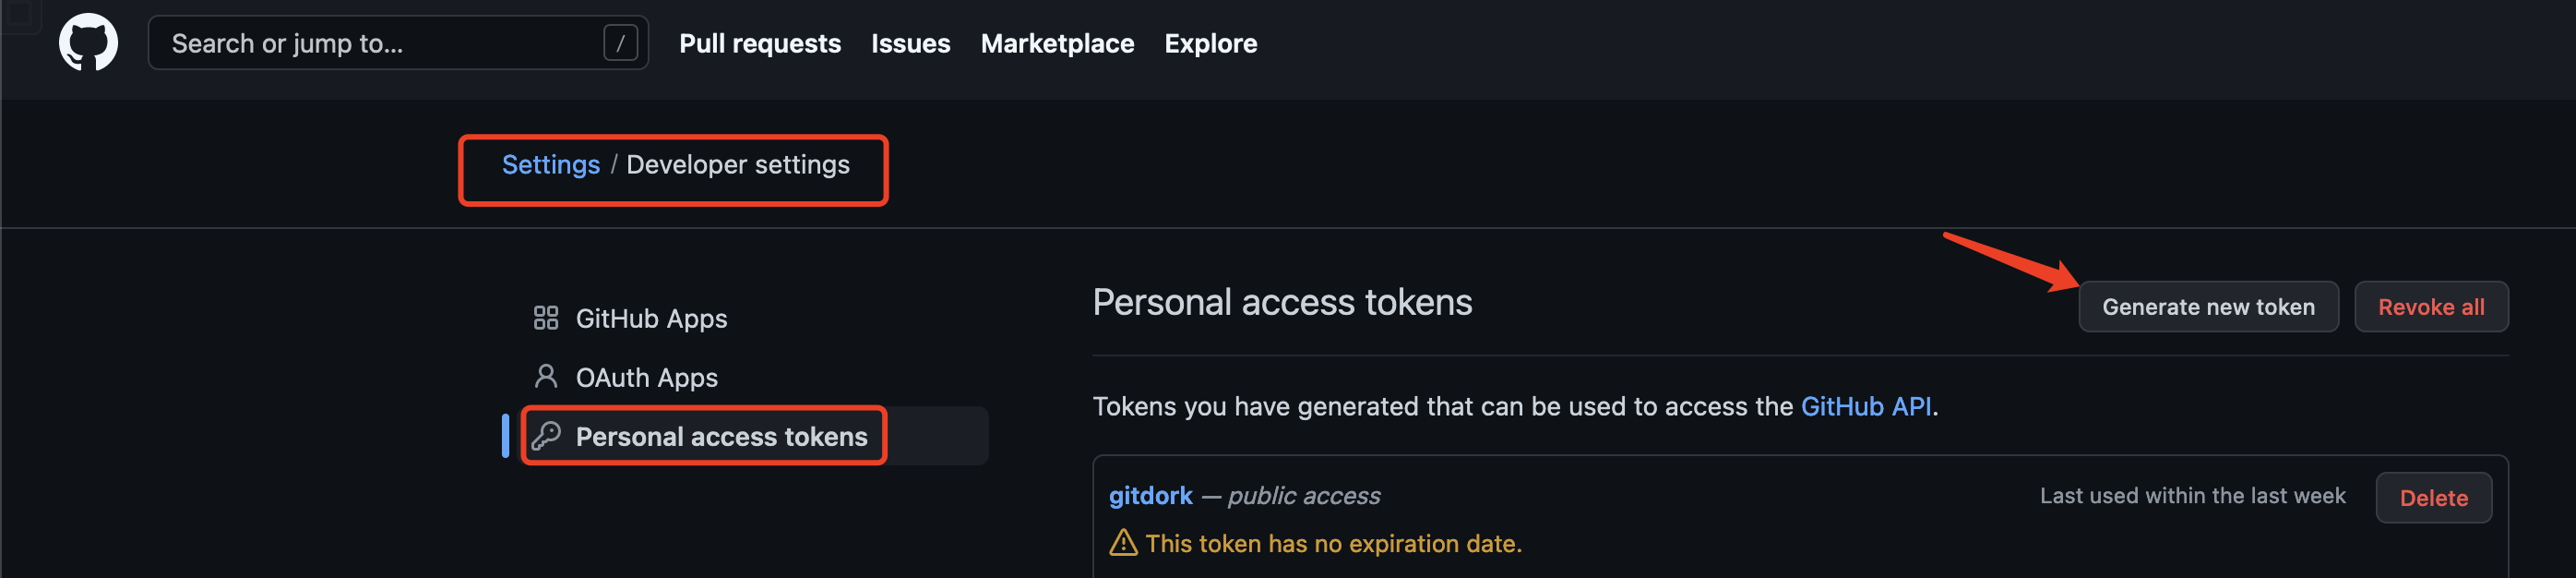 Search or jump to... /
Pull requests Issues Marketplace Explore
Settings / Developer settings
GitHub Apps
OAuth Apps
Personal access tokens
Personal access tokens
Generate new token Revoke all
Tokens you have generated that can be used to access the GitHub API.
gitdork — public access
Last used within the last week Delete
This token has no expiration date.